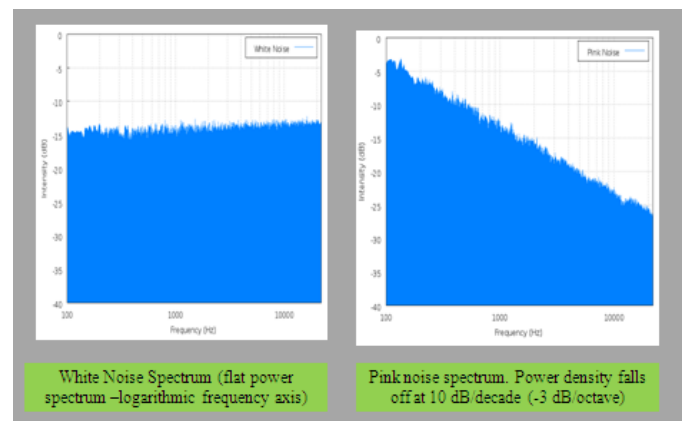 White Noise
0
-5
-10
-15
-20
-25
-30
-35
-40
Intensity (dB)
100 1000 10000
Frequency (Hz)
White Noise Spectrum (flat power
spectrum –logarithmic frequency axis)
Pink Noise
0
-5
-10
-15
-20
-25
-30
-35
-40
Intensity (dB)
100 1000 10000
Frequency (Hz)
Pink noise spectrum. Power density falls
off at 10 dB/decade (-3 dB/octave)